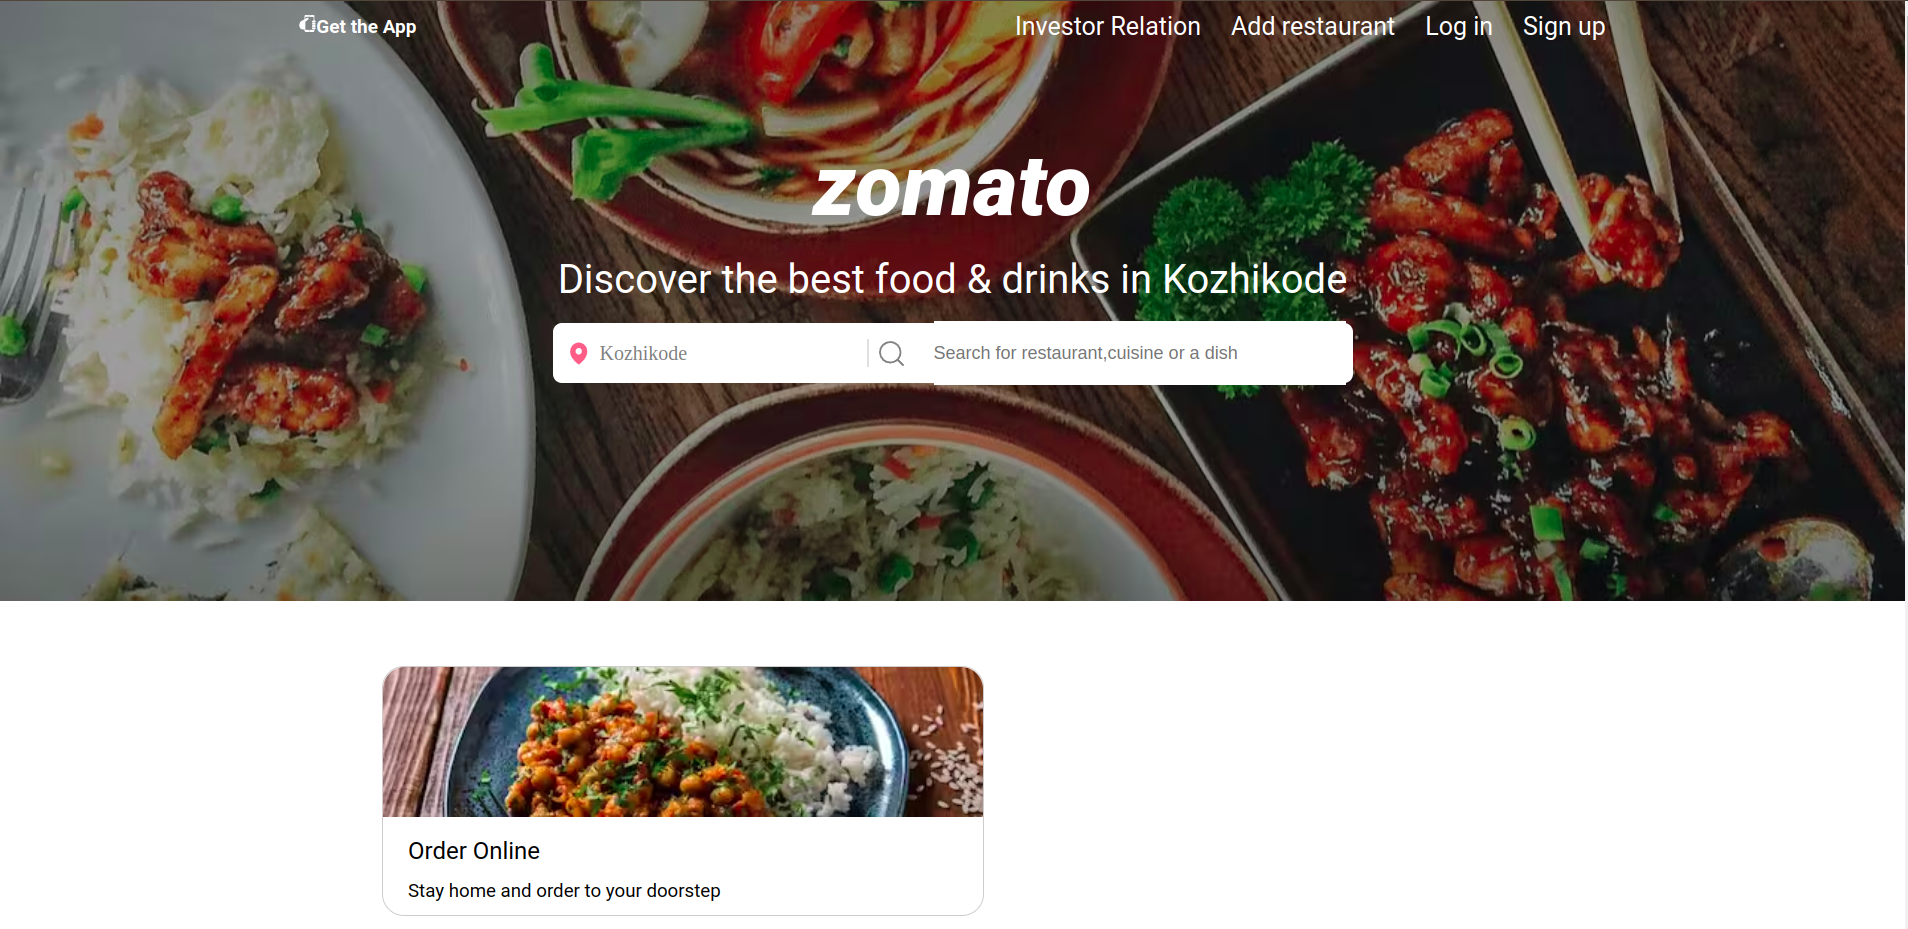 Get the App
Investor Relation Add restaurant Log in Sign up
zomato
Discover the best food & drinks in Kozhikode
Kozhikode
Search for restaurant,cuisine or a dish
Order Online
Stay home and order to your doorstep